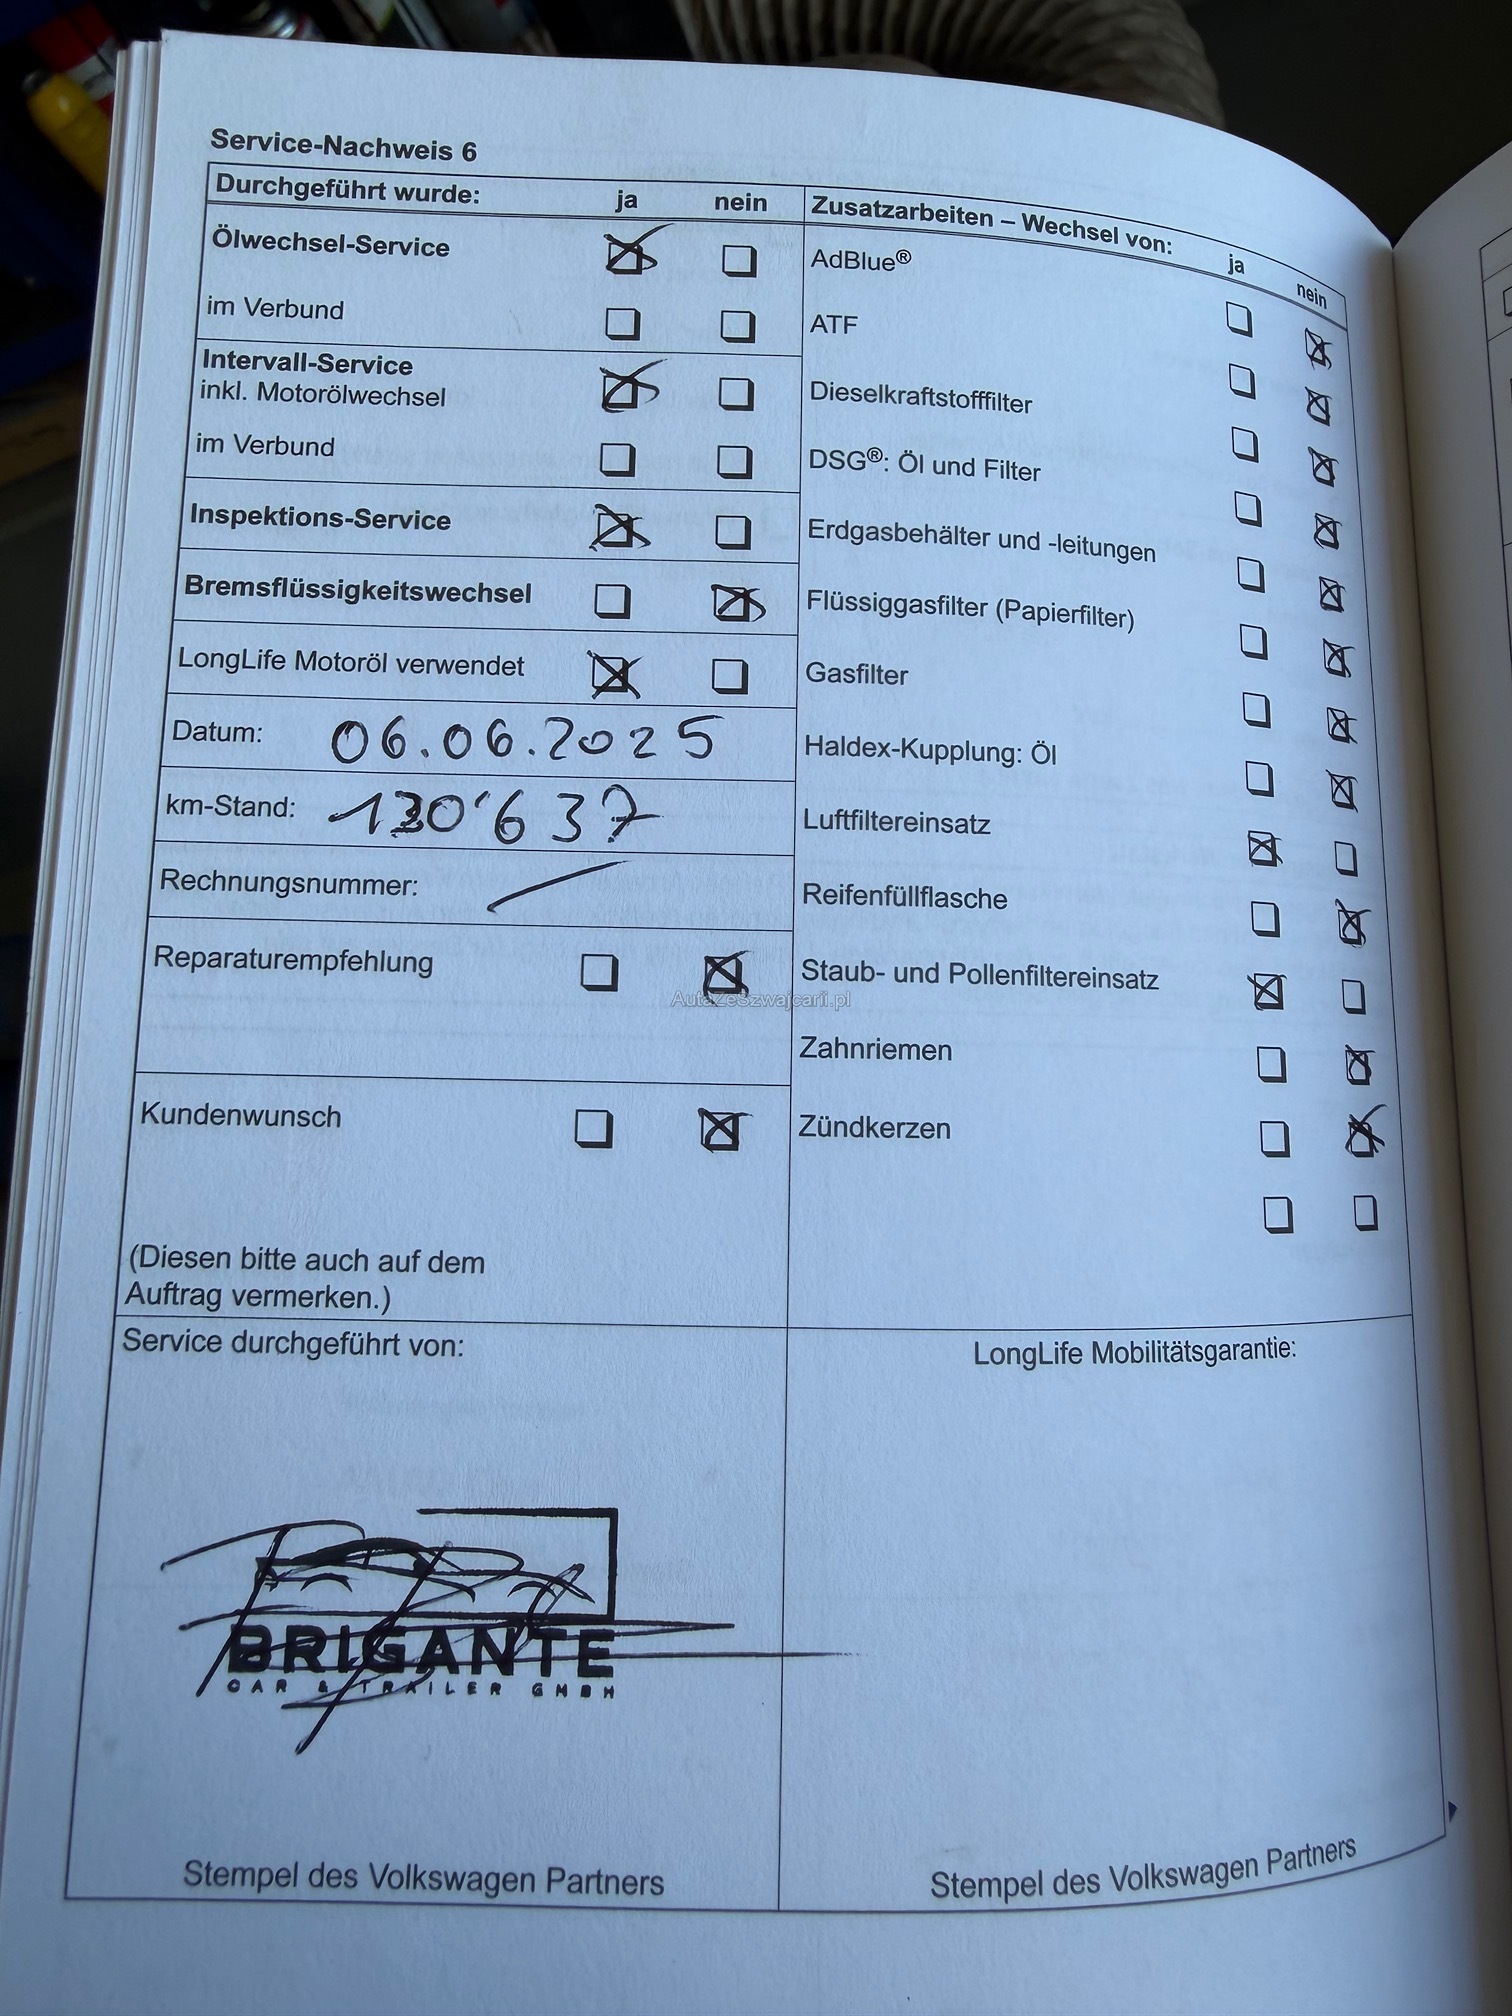 Service-Nachweis 6
Durchgeführt wurde: ja nein
Ölwechsel-Service
im Verbund
Intervall-Service
inkl. Motorölwechsel
im Verbund
Inspektions-Service
Bremsflüssigkeitswechsel
LongLife Motoröl verwendet
Datum: 06.06.2025
km-Stand: 130'637
Rechnungsnummer:
Reparaturempfehlung
Kundenwunsch
(Diesen bitte auch auf dem
Auftrag vermerken.)
Zusatzarbeiten – Wechsel von: ja nein
AdBlue®
ATF
Dieselkraftstofffilter
DSG®: Öl und Filter
Erdgasbehälter und -leitungen
Flüssiggasfilter (Papierfilter)
Gasfilter
Haldex-Kupplung: Öl
Luftfiltereinsatz
Reifenfüllflasche
Staub- und Pollenfiltereinsatz
Zahnriemen
Zündkerzen
AutaZeSzwajcarii.pl
Service durchgeführt von:
BRIGANTE
CAR & TRAILER GMBH
Stempel des Volkswagen Partners
LongLife Mobilitätsgarantie:
Stempel des Volkswagen Partners